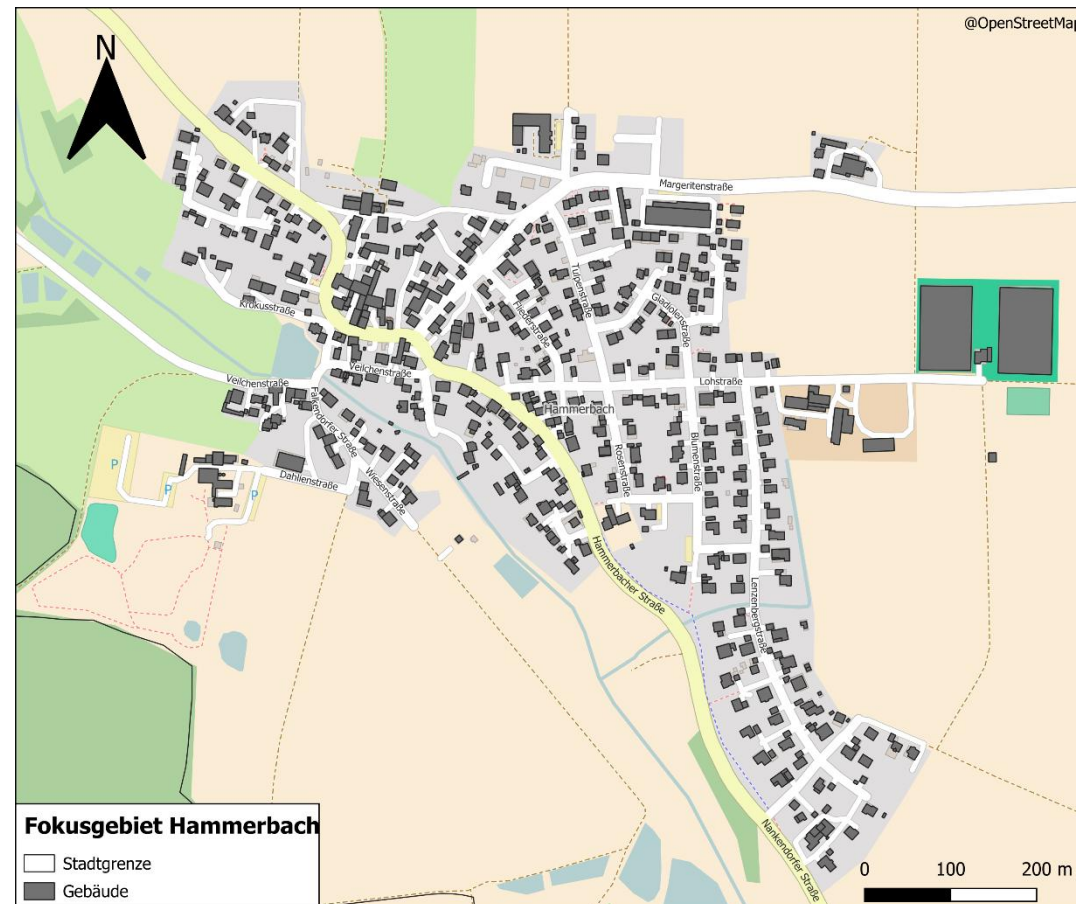 @OpenStreetMap
N
Margeritenstraße
Tulpenstraße
Gladiolenstraße
Fliederstraße
Krokusstraße
Veilchenstraße
Veilchenstraße
Lohstraße
Hammerbach
Falkendorfer Straße
Rosenstraße
Blumenstraße
Wiesenstraße
Dahlienstraße
P
P
P
Hammerbacher Straße
Lenzenbergstraße
Nankendorfer Straße
Fokusgebiet Hammerbach
Stadtgrenze
Gebäude
0 100 200 m